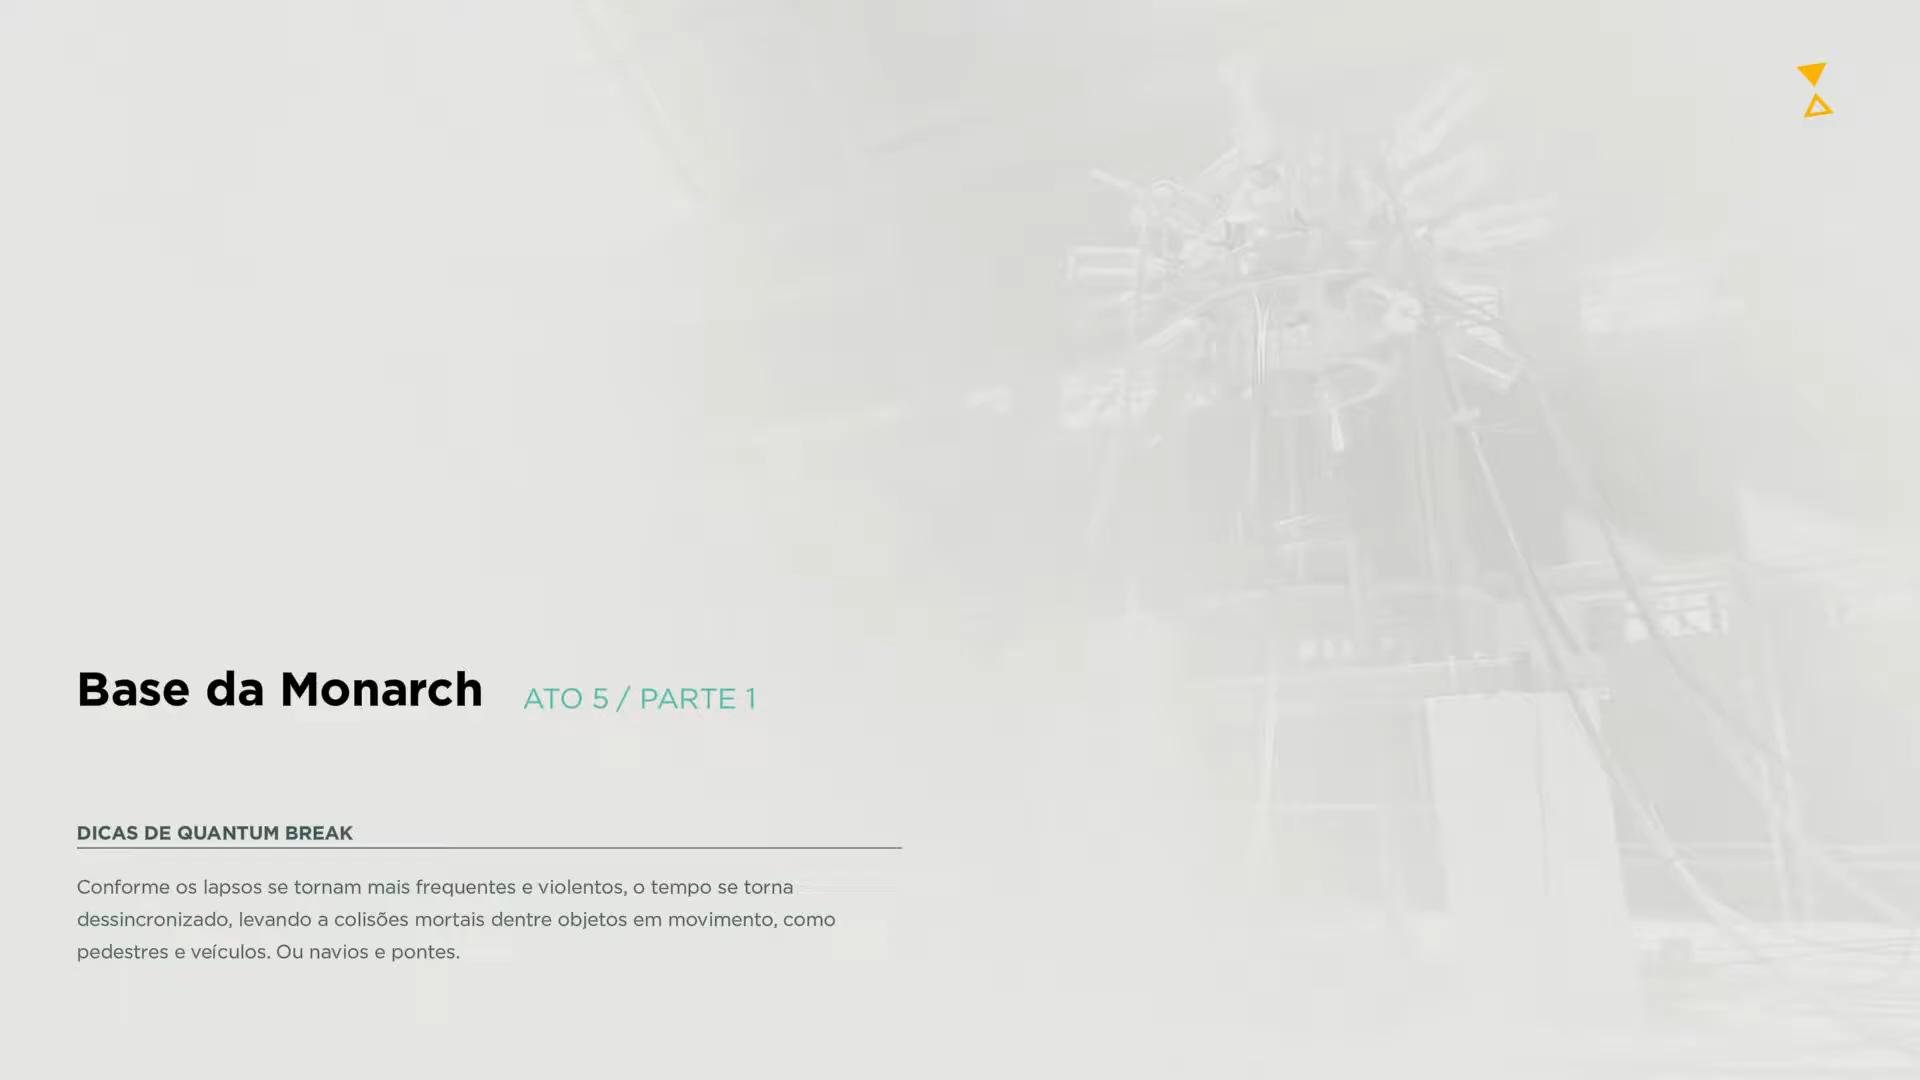 Base da Monarch ATO 5 / PARTE 1
DICAS DE QUANTUM BREAK
Conforme os lapsos se tornam mais frequentes e violentos, o tempo se torna
dessincronizado, levando a colisões mortais dentre objetos em movimento, como
pedestres e veículos. Ou navios e pontes.